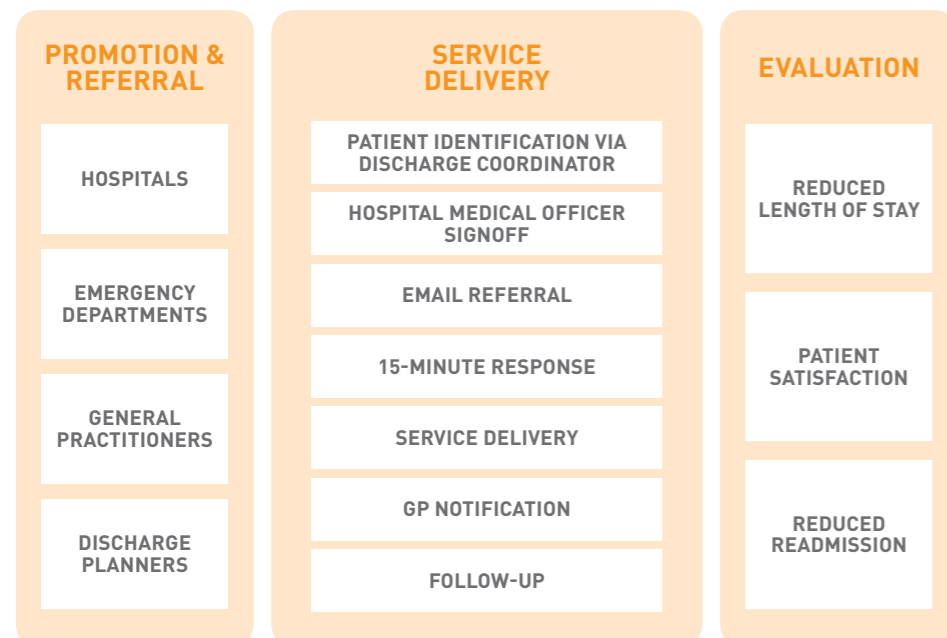 PROMOTION &
REFERRAL
HOSPITALS
EMERGENCY
DEPARTMENTS
GENERAL
PRACTITIONERS
DISCHARGE
PLANNERS
SERVICE
DELIVERY
PATIENT IDENTIFICATION VIA
DISCHARGE COORDINATOR
HOSPITAL MEDICAL OFFICER
SIGNOFF
EMAIL REFERRAL
15-MINUTE RESPONSE
SERVICE DELIVERY
GP NOTIFICATION
FOLLOW-UP
EVALUATION
REDUCED
LENGTH OF STAY
PATIENT
SATISFACTION
REDUCED
READMISSION